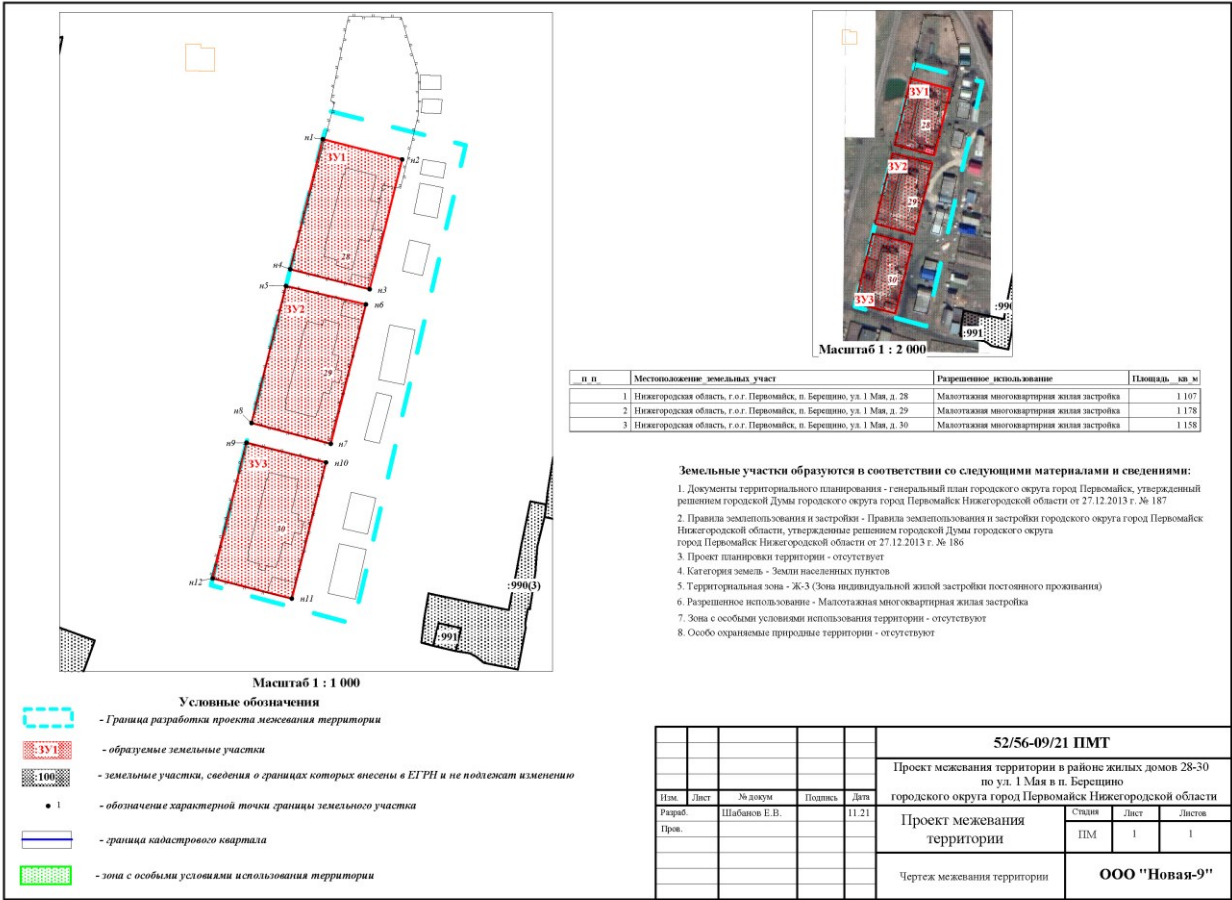 н1
н2
ЗУ1
28
н4
н3
н5
н6
ЗУ2
29
н8
н7
н9
н10
ЗУ3
30
н12
н11
:990(3)
:991
Масштаб 1 : 1 000
ЗУ1
28
ЗУ2
29
30
ЗУ3
:990
:991
Масштаб 1 : 2 000
__п_п_ Местоположение_земельных_участ Разрешенное_использование Площадь__кв_м
1 Нижегородская область, г.о.г. Первомайск, п. Берещино, ул. 1 Мая, д. 28 Малоэтажная многоквартирная жилая застройка 1 107
2 Нижегородская область, г.о.г. Первомайск, п. Берещино, ул. 1 Мая, д. 29 Малоэтажная многоквартирная жилая застройка 1 178
3 Нижегородская область, г.о.г. Первомайск, п. Берещино, ул. 1 Мая, д. 30 Малоэтажная многоквартирная жилая застройка 1 158
Земельные участки образуются в соответствии со следующими материалами и сведениями:
1. Документы территориального планирования - генеральный план городского округа город Первомайск, утвержденный
решением городской Думы городского округа город Первомайск Нижегородской области от 27.12.2013 г. № 187
2. Правила землепользования и застройки - Правила землепользования и застройки городского округа город Первомайск
Нижегородской области, утвержденные решением городской Думы городского округа
город Первомайск Нижегородской области от 27.12.2013 г. № 186
3. Проект планировки территории - отсутствует
4. Категория земель - Земли населенных пунктов
5. Территориальная зона - Ж-3 (Зона индивидуальной жилой застройки постоянного проживания)
6. Разрешенное использование - Малоэтажная многоквартирная жилая застройка
7. Зона с особыми условиями использования территории - отсутствуют
8. Особо охраняемые природные территории - отсутствуют
Условные обозначения
- Граница разработки проекта межевания территории
:ЗУ1 - образуемые земельные участки
:100 - земельные участки, сведения о границах которых внесены в ЕГРН и не подлежат изменению
1 - обозначение характерной точки границы земельного участка
- граница кадастрового квартала
- зона с особыми условиями использования территории
52/56-09/21 ПМТ
Проект межевания территории в районе жилых домов 28-30
по ул. 1 Мая в п. Берещино
городского округа город Первомайск Нижегородской области
Изм. Лист № докум Подпись Дата
Разраб. Шабанов Е.В. 11.21
Пров.
Проект межевания
территории
Стадия Лист Листов
ПМ 1 1
Чертеж межевания территории
ООО "Новая-9"